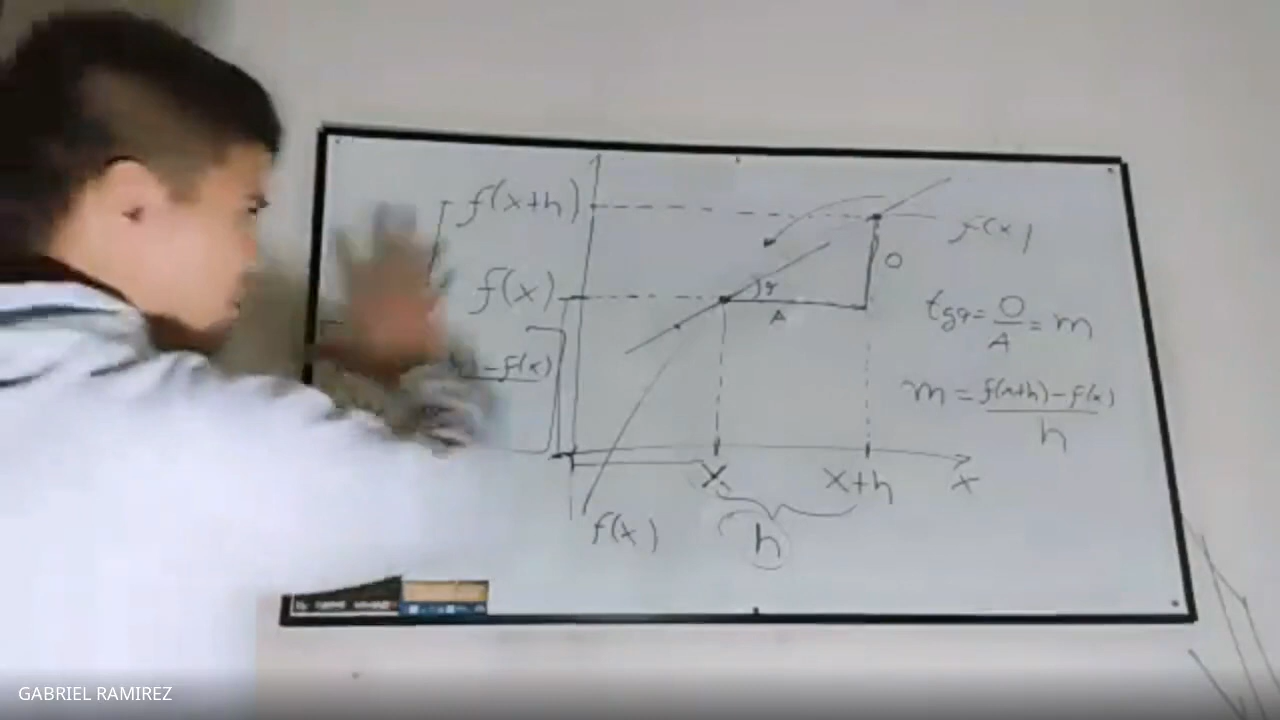 f(x+h)
f(x)
f(x)
O
φ
A
tgφ = O/A = m
– f(x)
m = f(x+h) – f(x) / h
x
x+h
x
f(x)
h
GABRIEL RAMIREZ